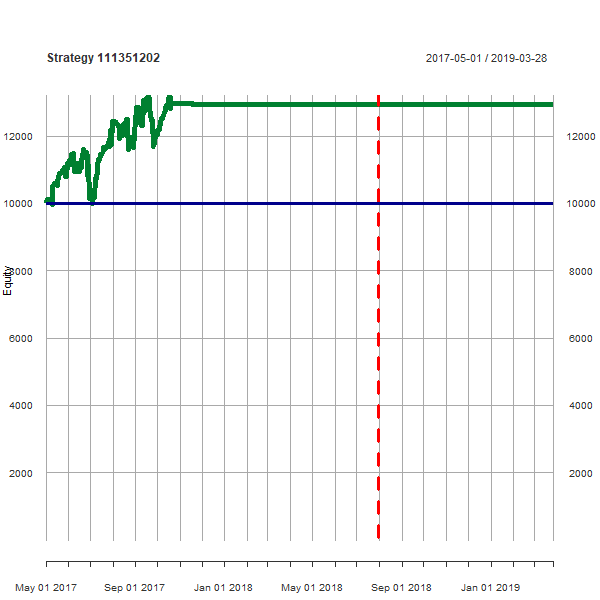 Strategy 111351202
2017-05-01 / 2019-03-28
12000
12000
10000
10000
8000
8000
Equity
6000
6000
4000
4000
2000
2000
May 01 2017
Sep 01 2017
Jan 01 2018
May 01 2018
Sep 01 2018
Jan 01 2019